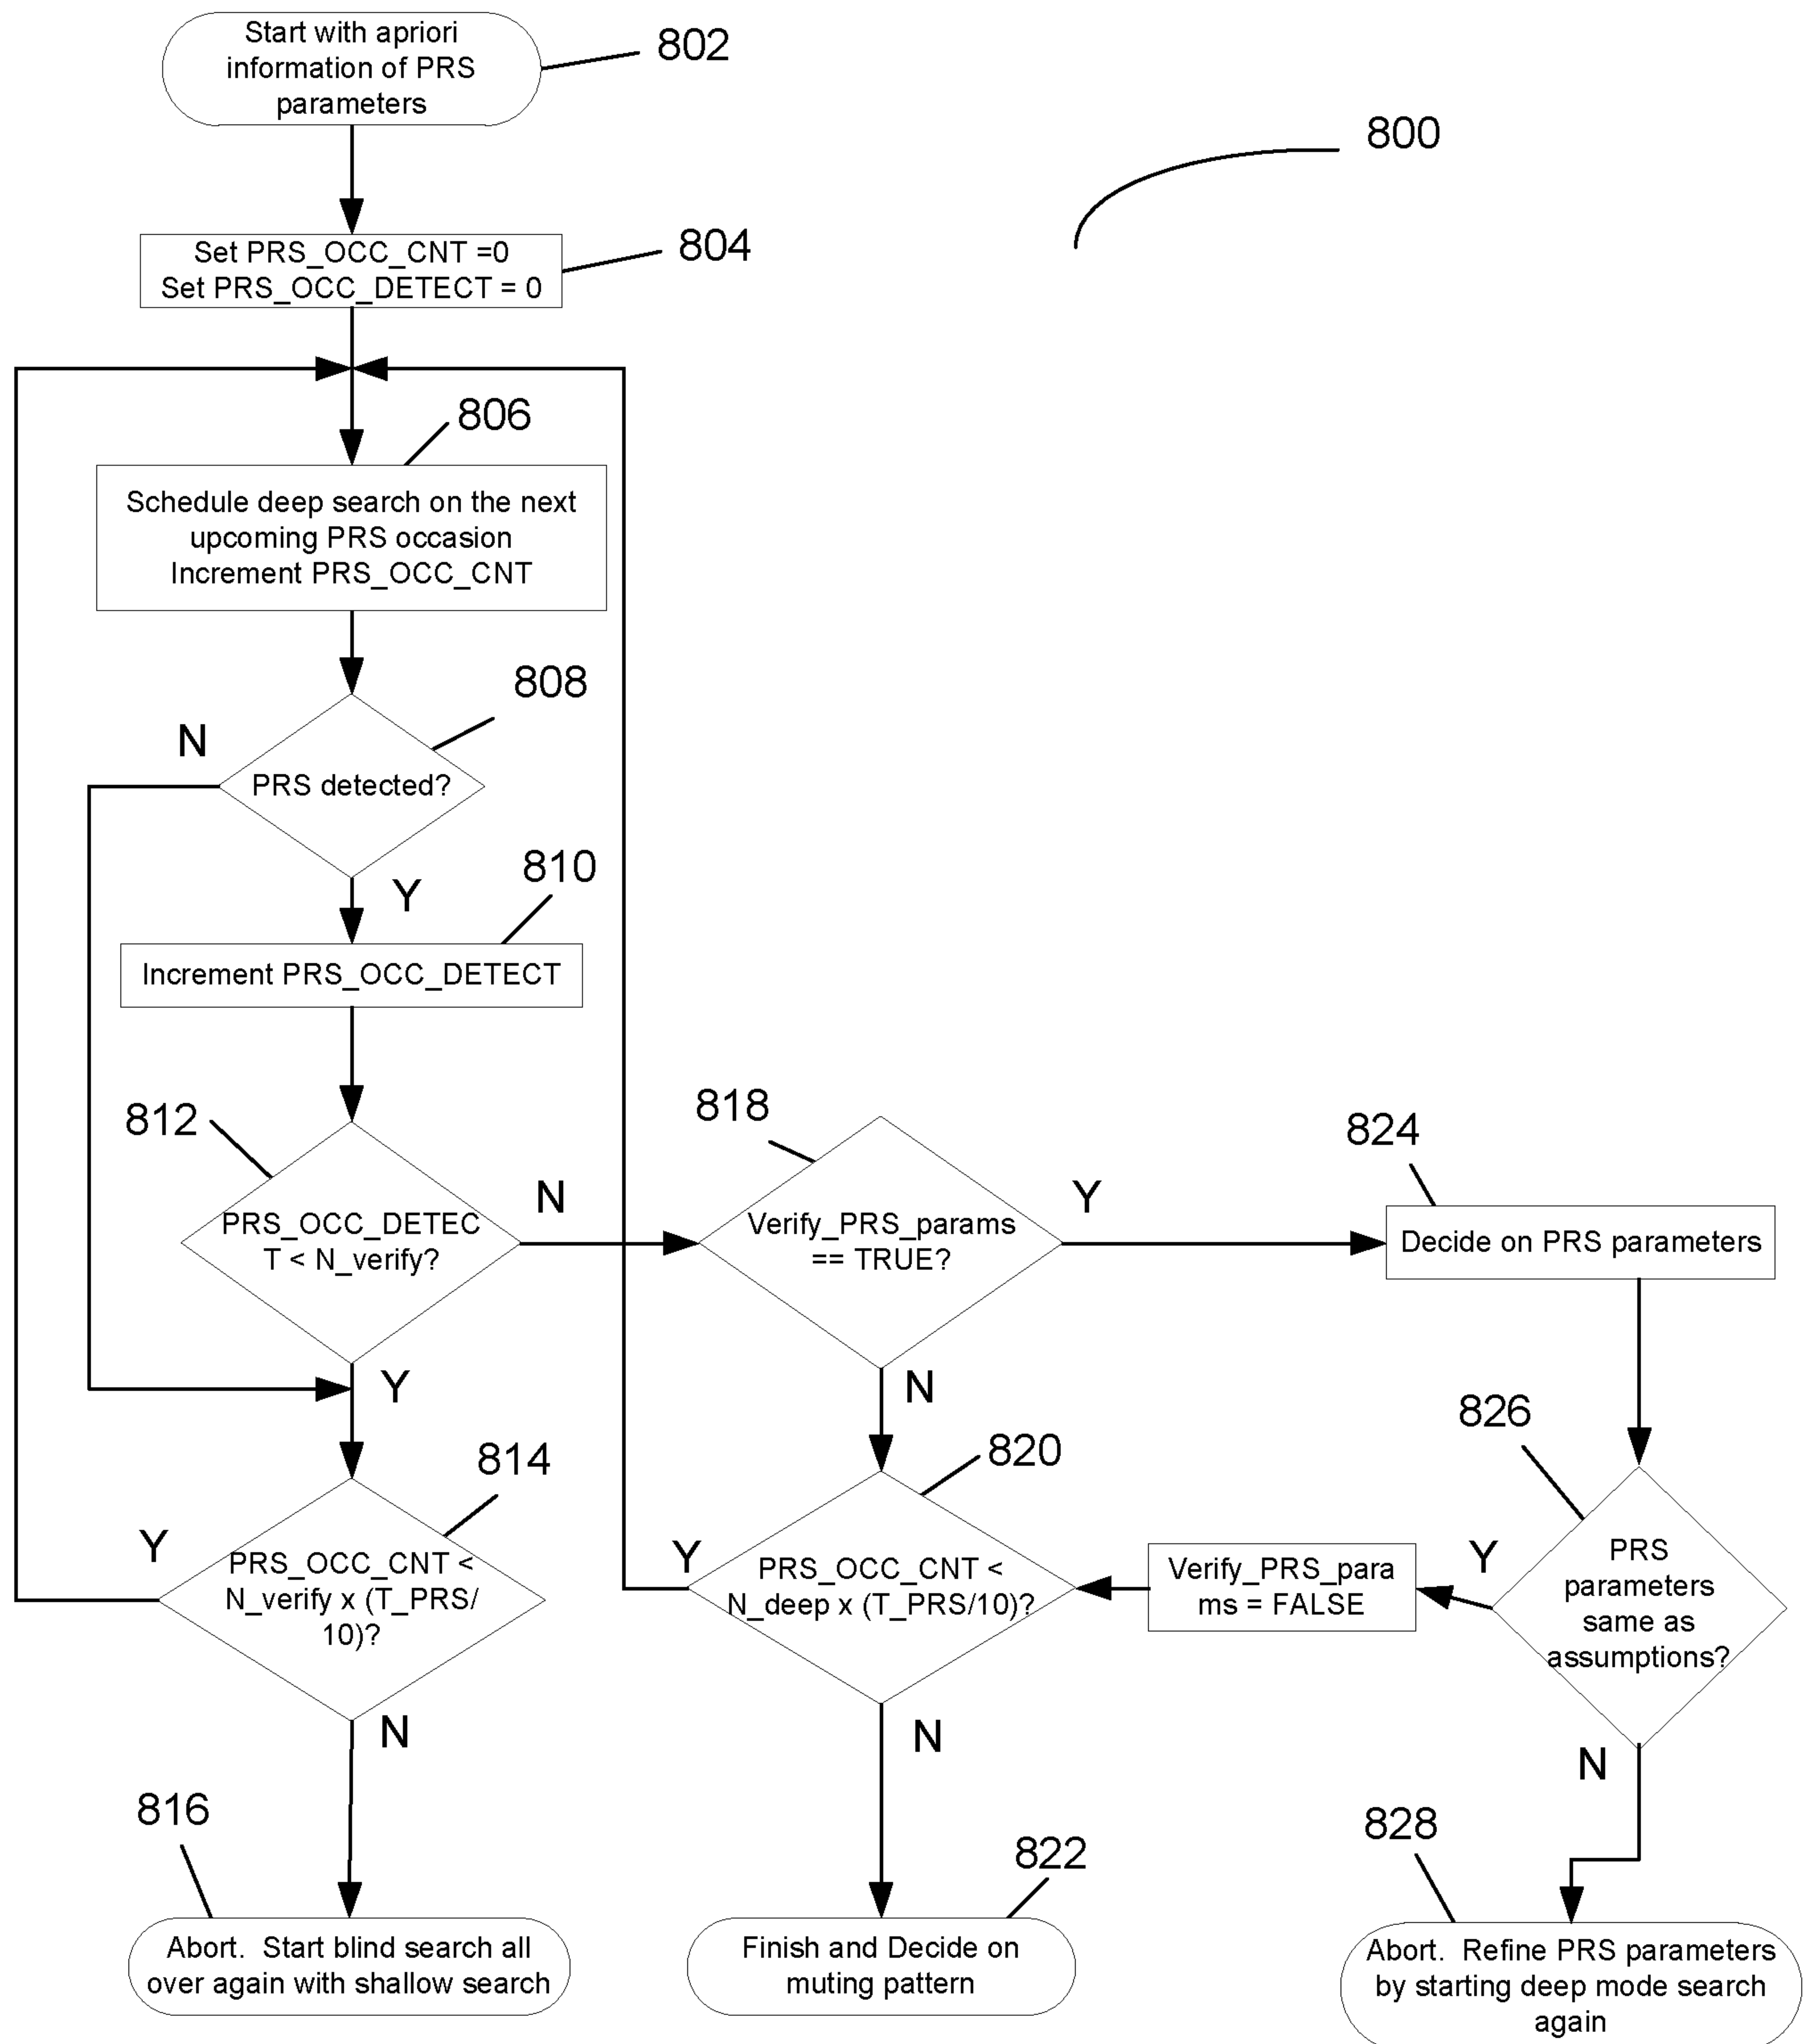 Start with apriori
information of PRS
parameters
802
800
Set PRS_OCC_CNT =0
Set PRS_OCC_DETECT = 0
804
806
Schedule deep search on the next
upcoming PRS occasion
Increment PRS_OCC_CNT
808
N
PRS detected?
Y
810
Increment PRS_OCC_DETECT
812
PRS_OCC_DETEC
T < N_verify?
N
Y
818
Verify_PRS_params
== TRUE?
Y
N
824
Decide on PRS parameters
814
Y
PRS_OCC_CNT <
N_verify x (T_PRS/
10)?
N
820
Y
PRS_OCC_CNT <
N_deep x (T_PRS/10)?
N
Verify_PRS_para
ms = FALSE
826
Y
PRS
parameters
same as
assumptions?
N
816
Abort. Start blind search all
over again with shallow search
822
Finish and Decide on
muting pattern
828
Abort. Refine PRS parameters
by starting deep mode search
again